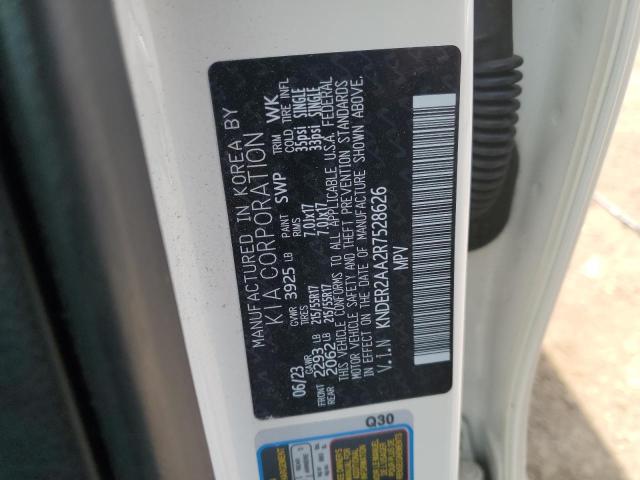 MANUFACTURED IN KOREA BY
KIA CORPORATION
06/23 GVWR 3925 LB PAINT SWP TRIM WK
GAWR TIRES RIMS COLD TIRE INFL
FRONT 2293 LB 215/55R17 7.0Jx17 35psi SINGLE
REAR 2062 LB 215/55R17 7.0Jx17 33psi SINGLE
THIS VEHICLE CONFORMS TO ALL APPLICABLE U.S.A. FEDERAL
MOTOR VEHICLE SAFETY AND THEFT PREVENTION STANDARDS
IN EFFECT ON THE DATE OF MANUFACTURE SHOWN ABOVE.
V.I.N KNDER2AA2R7528626
MPV
Q30